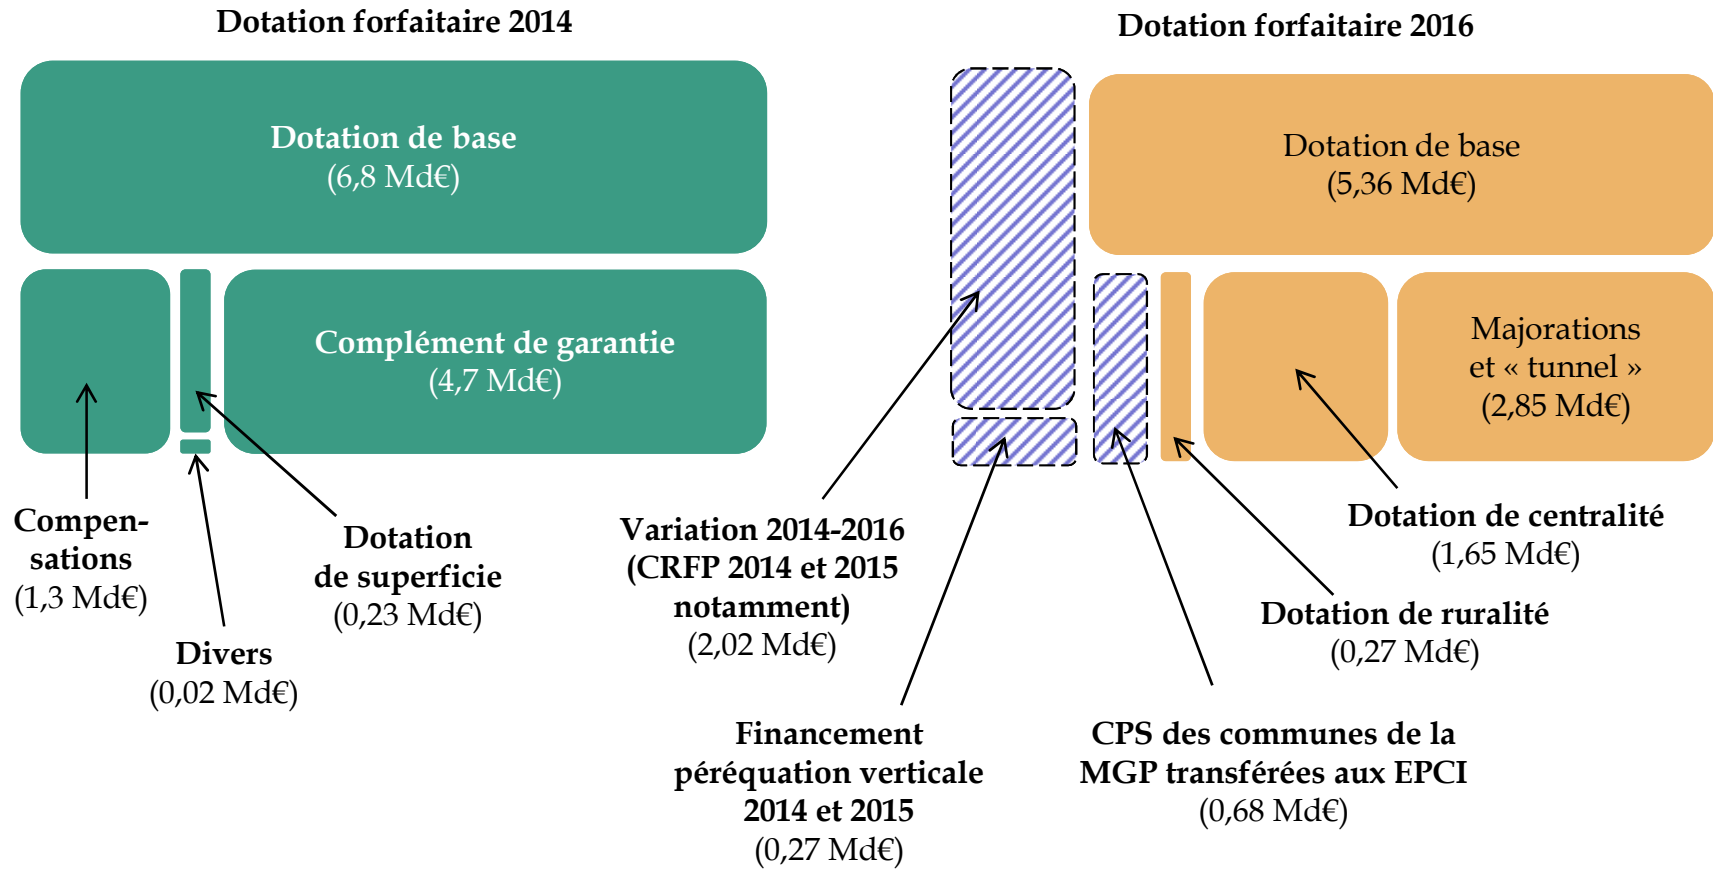 Dotation forfaitaire 2014
Dotation de base
(6,8 Md€)
Complément de garantie
(4,7 Md€)
Compen-
sations
(1,3 Md€)
Divers
(0,02 Md€)
Dotation
de superficie
(0,23 Md€)
Dotation forfaitaire 2016
Dotation de base
(5,36 Md€)
Majorations
et « tunnel »
(2,85 Md€)
Variation 2014-2016
(CRFP 2014 et 2015
notamment)
(2,02 Md€)
Financement
péréquation verticale
2014 et 2015
(0,27 Md€)
CPS des communes de la
MGP transférées aux EPCI
(0,68 Md€)
Dotation de ruralité
(0,27 Md€)
Dotation de centralité
(1,65 Md€)